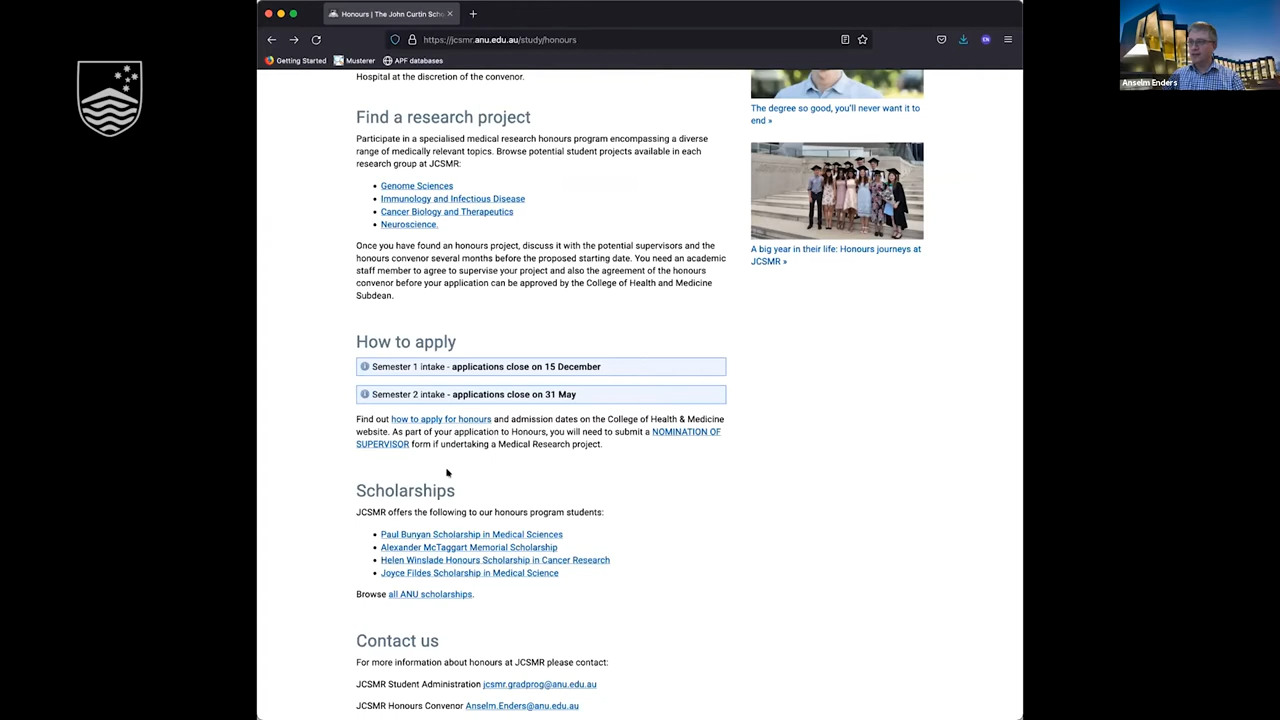 Honours | The John Curtin Sch
https://jcsmr.anu.edu.au/study/honours
EN
Getting Started
Musterer
APF databases
Hospital at the discretion of the convenor.
Find a research project
Participate in a specialised medical research honours program encompassing a diverse
range of medically relevant topics. Browse potential student projects available in each
research group at JCSMR:
Genome Sciences
Immunology and Infectious Disease
Cancer Biology and Therapeutics
Neuroscience.
Once you have found an honours project, discuss it with the potential supervisors and the
honours convenor several months before the proposed starting date. You need an academic
staff member to agree to supervise your project and also the agreement of the honours
convenor before your application can be approved by the College of Health and Medicine
Subdean.
How to apply
Semester 1 intake - applications close on 15 December
Semester 2 intake - applications close on 31 May
Find out how to apply for honours and admission dates on the College of Health & Medicine
website. As part of your application to Honours, you will need to submit a NOMINATION OF
SUPERVISOR form if undertaking a Medical Research project.
Scholarships
JCSMR offers the following to our honours program students:
Paul Bunyan Scholarship in Medical Sciences
Alexander McTaggart Memorial Scholarship
Helen Winslade Honours Scholarship in Cancer Research
Joyce Fildes Scholarship in Medical Science
Browse all ANU scholarships.
Contact us
For more information about honours at JCSMR please contact:
JCSMR Student Administration jcsmr.gradprog@anu.edu.au
JCSMR Honours Convenor Anselm.Enders@anu.edu.au
The degree so good, you'll never want it to
end »
A big year in their life: Honours journeys at
JCSMR »
Anselm Enders